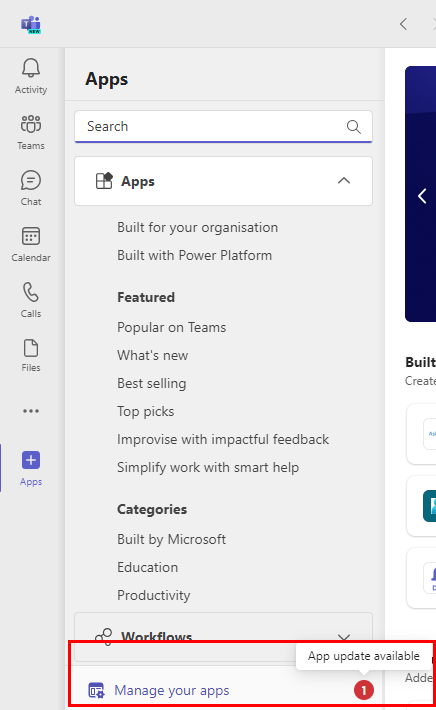 NEW
Activity
Teams
Chat
Calendar
Calls
Files
Apps
Apps
Search
Apps
Built for your organisation
Built with Power Platform
Featured
Popular on Teams
What's new
Best selling
Top picks
Improvise with impactful feedback
Simplify work with smart help
Categories
Built by Microsoft
Education
Productivity
Workflows
App update available
Manage your apps
1
Built
Create
Adde